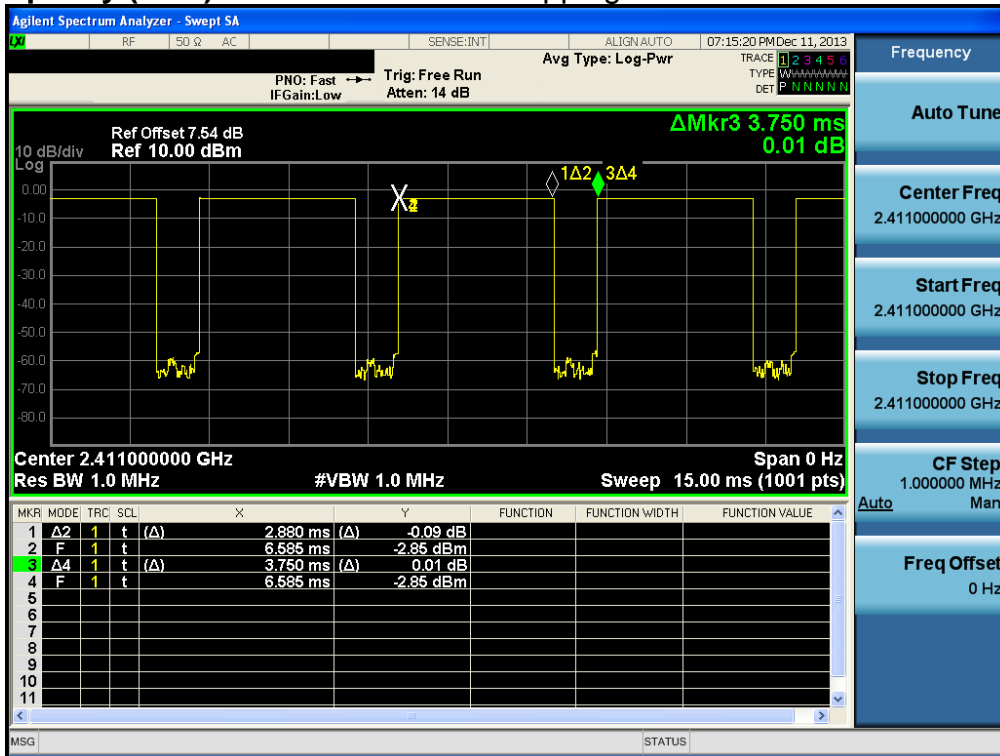 Agilent Spectrum Analyzer - Swept SA
LXI RF 50 Ω AC SENSE:INT ALIGN AUTO 07:15:20 PM Dec 11, 2013
Avg Type: Log-Pwr
TRACE 1 2 3 4 5 6
TYPE
DET P N N N N N
PNO: Fast Trig: Free Run
IFGain:Low Atten: 14 dB
Frequency
Auto Tune
Center Freq
2.411000000 GHz
Start Freq
2.411000000 GHz
Stop Freq
2.411000000 GHz
CF Step
1.000000 MHz
Auto Man
Freq Offset
0 Hz
ΔMkr3 3.750 ms
0.01 dB
Ref Offset 7.54 dB
10 dB/div Ref 10.00 dBm
Log
0.00
-10.0
-20.0
-30.0
-40.0
-50.0
-60.0
-70.0
-80.0
1Δ2 3Δ4
X
Center 2.411000000 GHz Span 0 Hz
Res BW 1.0 MHz #VBW 1.0 MHz Sweep 15.00 ms (1001 pts)
MKR MODE TRC SCL X Y FUNCTION FUNCTION WIDTH FUNCTION VALUE
1 Δ2 1 t (Δ) 2.880 ms (Δ) -0.09 dB
2 F 1 t 6.585 ms -2.85 dBm
3 Δ4 1 t (Δ) 3.750 ms (Δ) 0.01 dB
4 F 1 t 6.585 ms -2.85 dBm
5
6
7
8
9
10
11
MSG STATUS